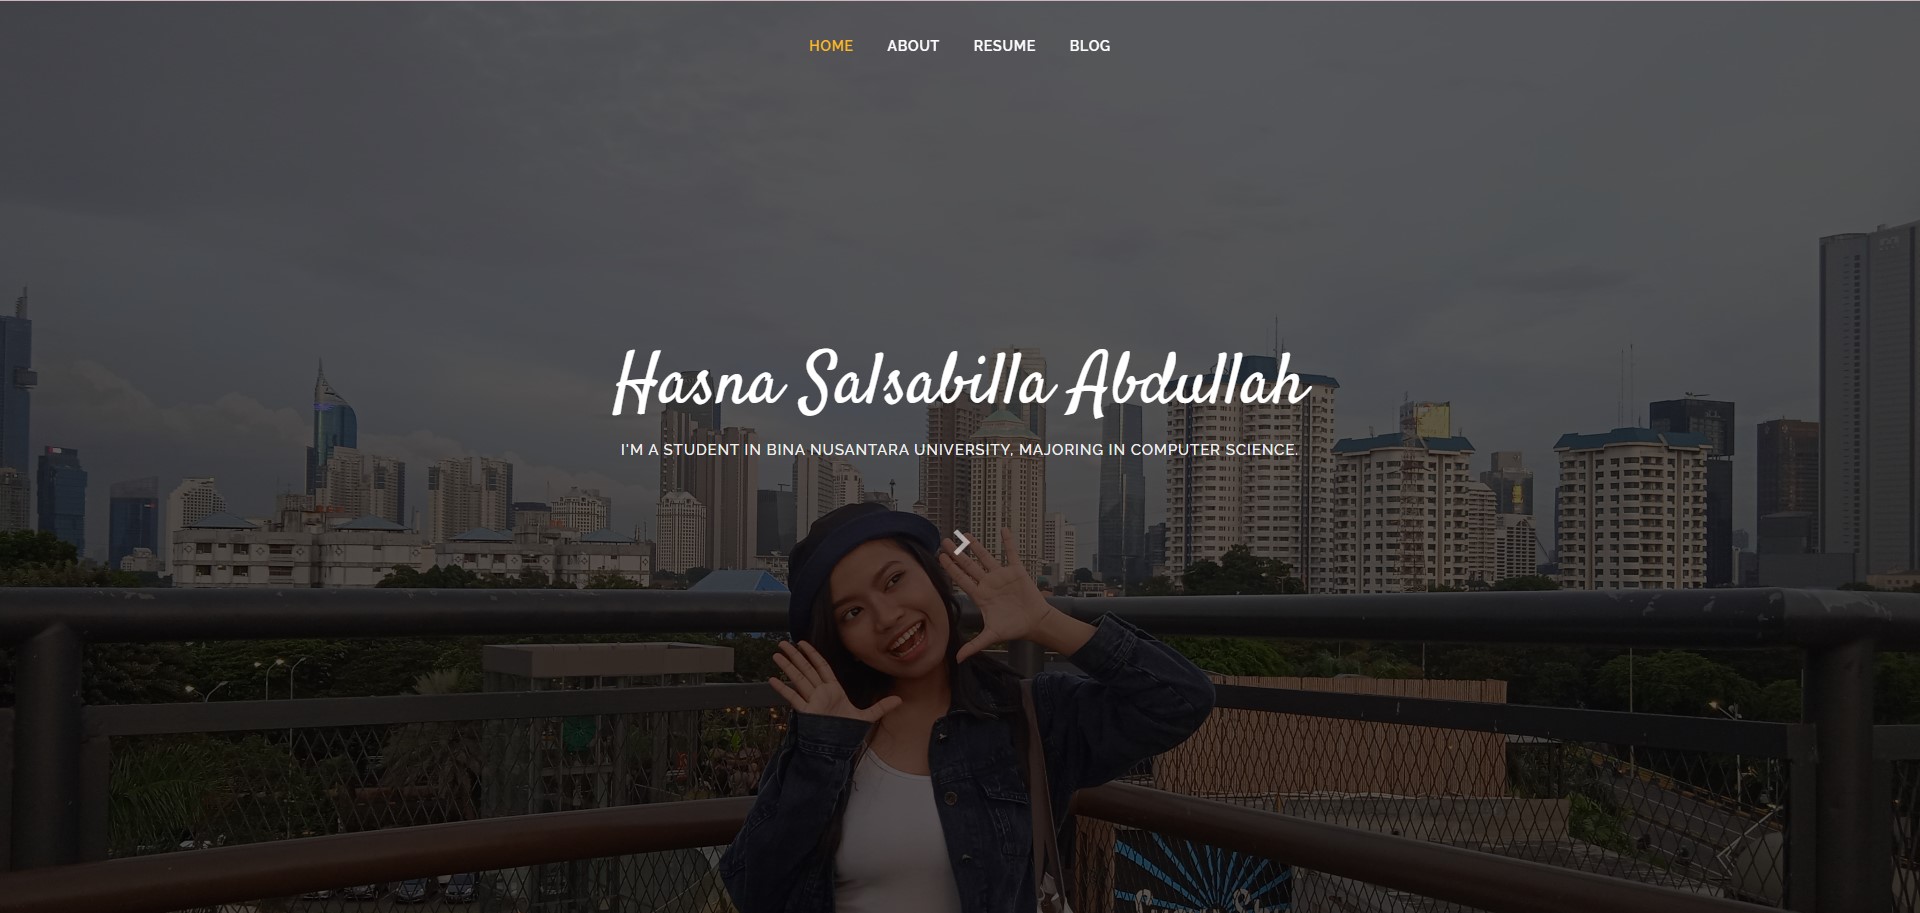 HOME ABOUT RESUME BLOG
Hasna Salsabilla Abdullah
I'M A STUDENT IN BINA NUSANTARA UNIVERSITY, MAJORING IN COMPUTER SCIENCE.